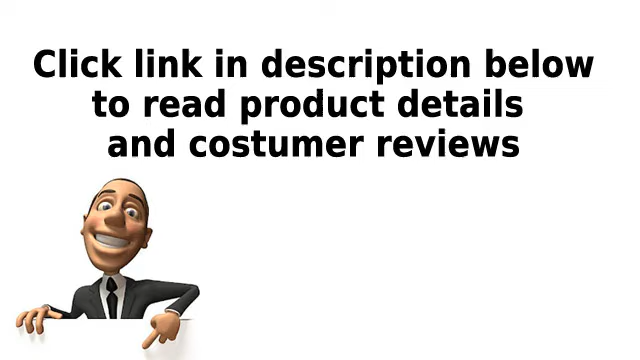 Click link in description below
to read product details
and costumer reviews